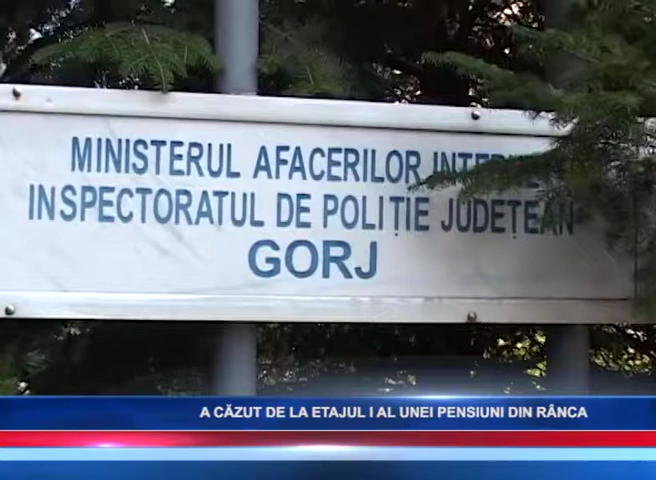 MINISTERUL AFACERILOR
INSPECTORATUL DE POLIȚIE JUDEȚEAN
GORJ
A CĂZUT DE LA ETAJUL I AL UNEI PENSIUNI DIN RÂNCA